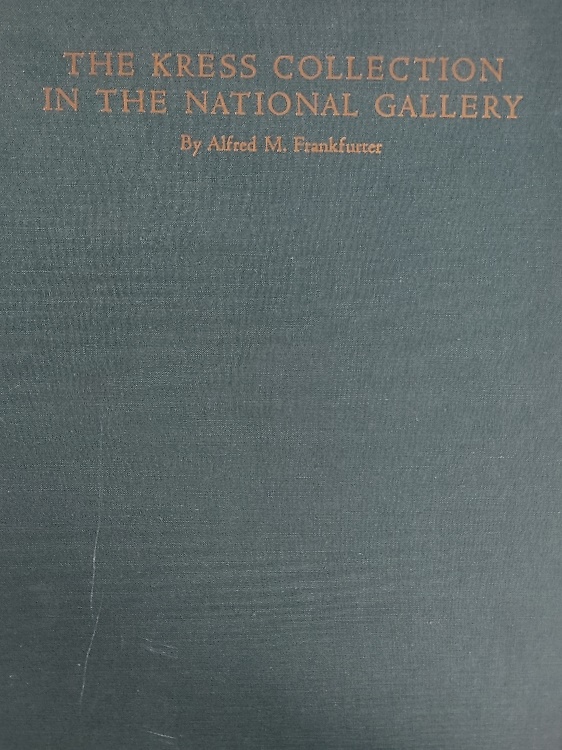 THE KRESS COLLECTION
IN THE NATIONAL GALLERY
By Alfred M. Frankfurter